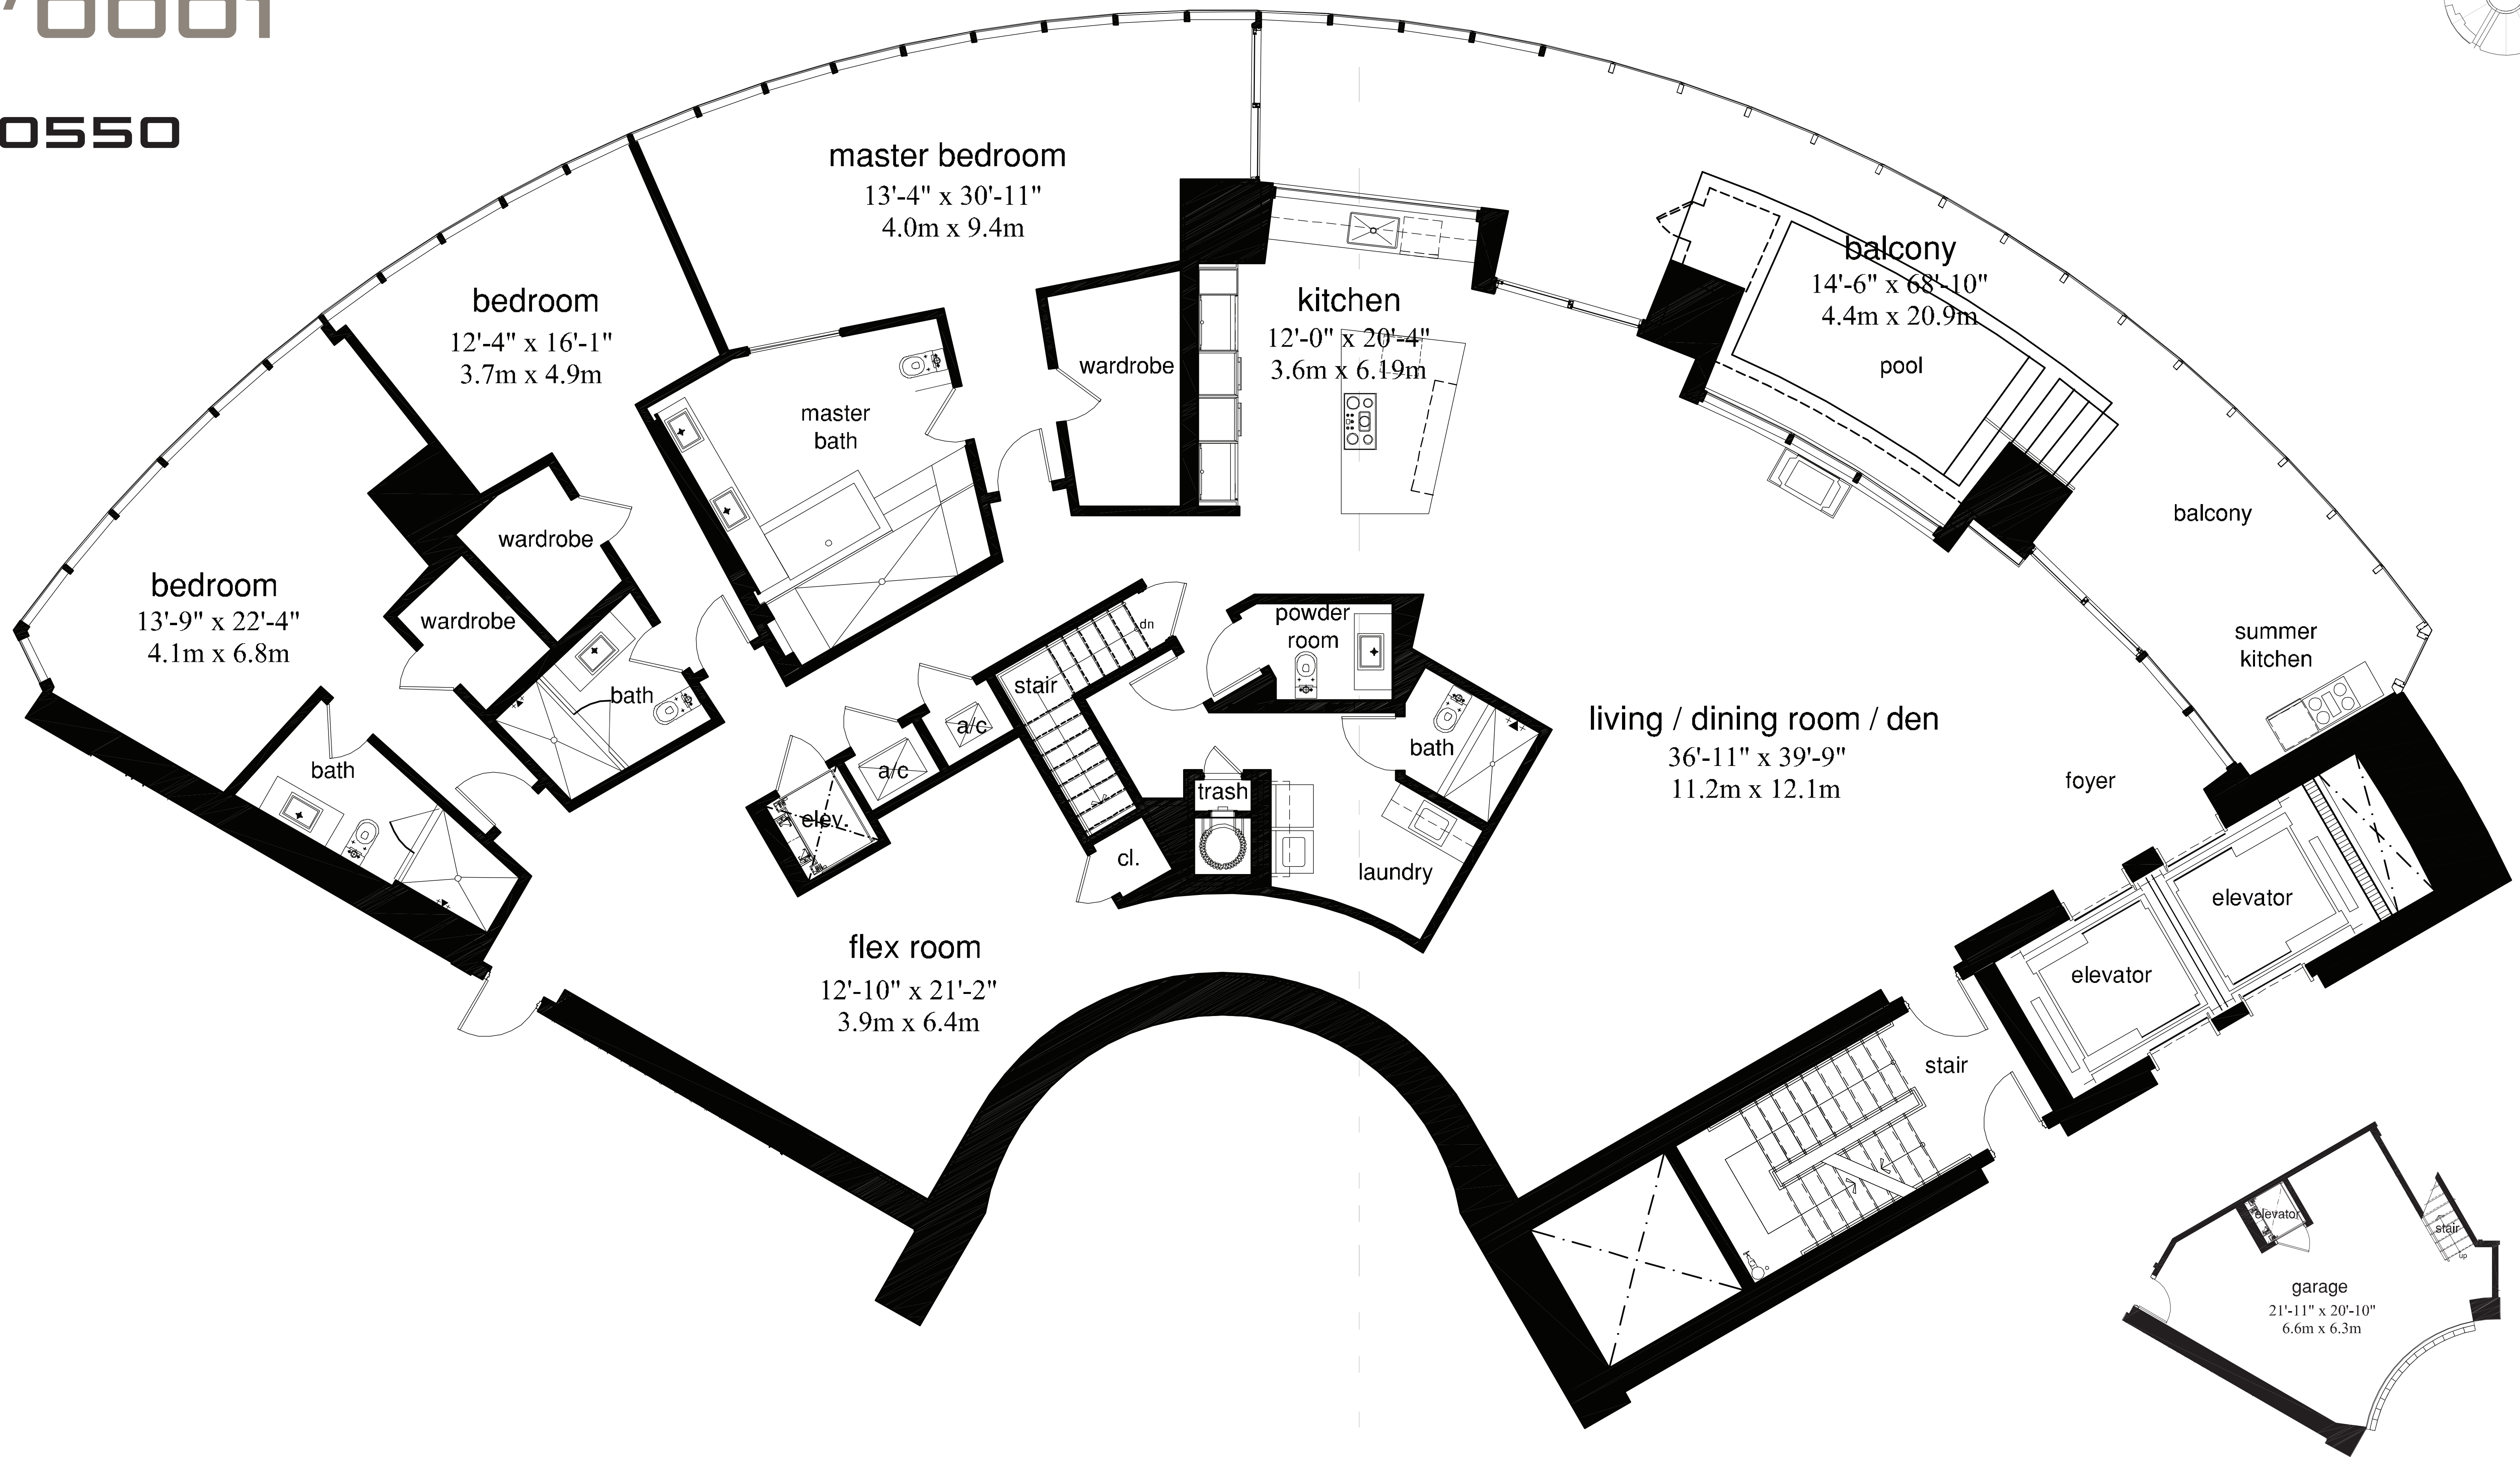 0550
master bedroom
13'-4" x 30'-11"
4.0m x 9.4m
balcony
14'-6" x 68'-10"
4.4m x 20.9m
pool
bedroom
12'-4" x 16'-1"
3.7m x 4.9m
kitchen
12'-0" x 20'-4"
3.6m x 6.19m
wardrobe
master
bath
balcony
wardrobe
bedroom
13'-9" x 22'-4"
4.1m x 6.8m
wardrobe
bath
bath
stair
dn
a/c
a/c
elev.
powder
room
bath
trash
cl.
laundry
living / dining room / den
36'-11" x 39'-9"
11.2m x 12.1m
summer
kitchen
foyer
elevator
elevator
flex room
12'-10" x 21'-2"
3.9m x 6.4m
stair
elevator
stair
up
garage
21'-11" x 20'-10"
6.6m x 6.3m